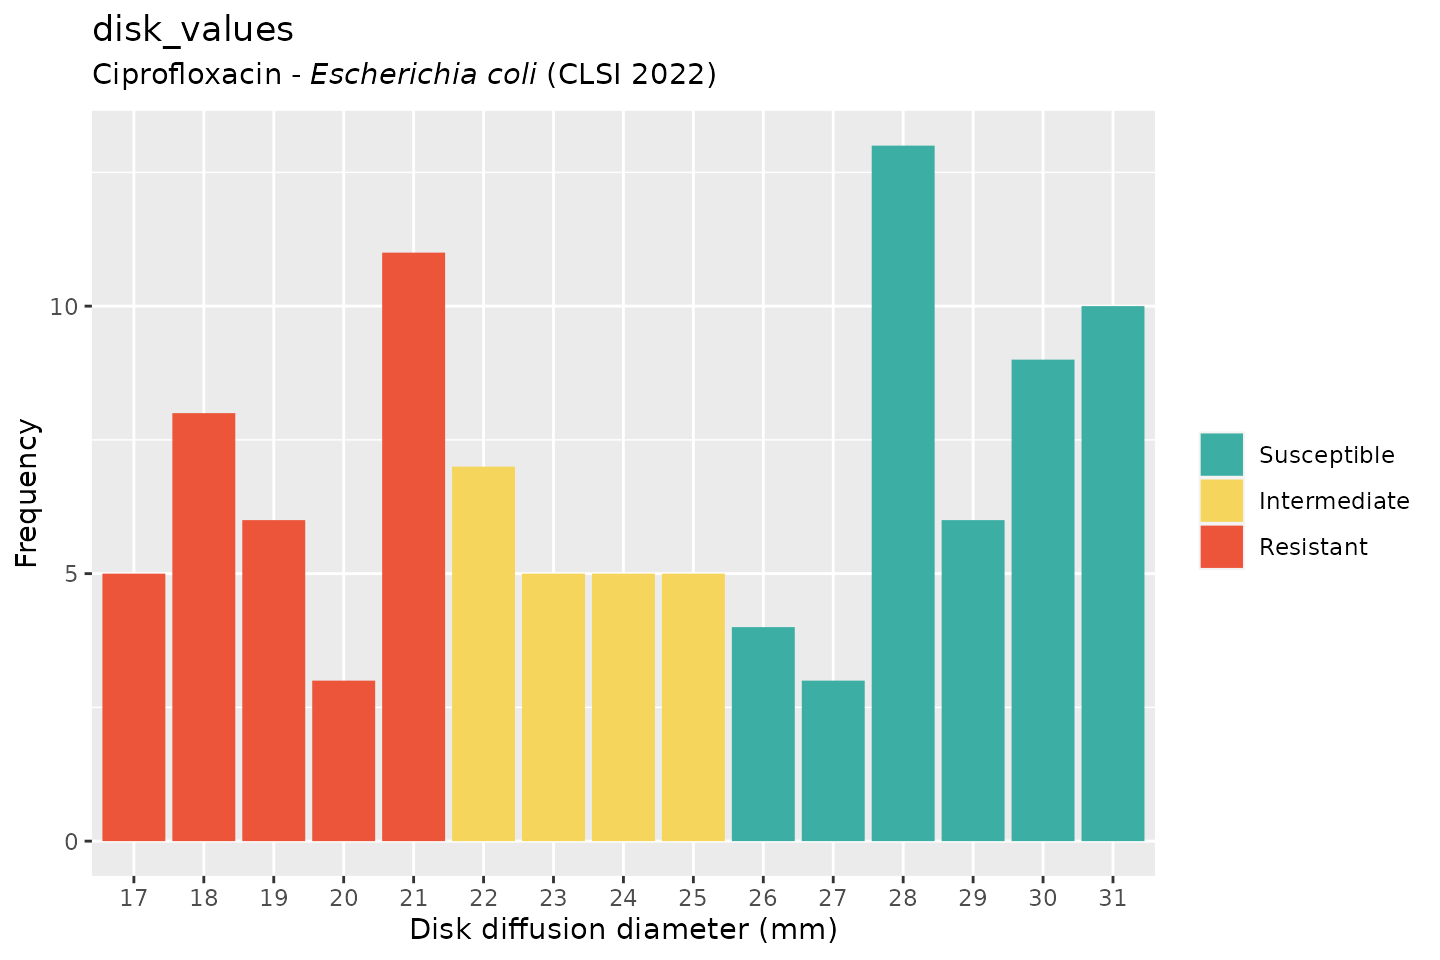 disk_values
Ciprofloxacin - Escherichia coli (CLSI 2022)
Frequency
10
5
0
17 18 19 20 21 22 23 24 25 26 27 28 29 30 31
Disk diffusion diameter (mm)
Susceptible
Intermediate
Resistant